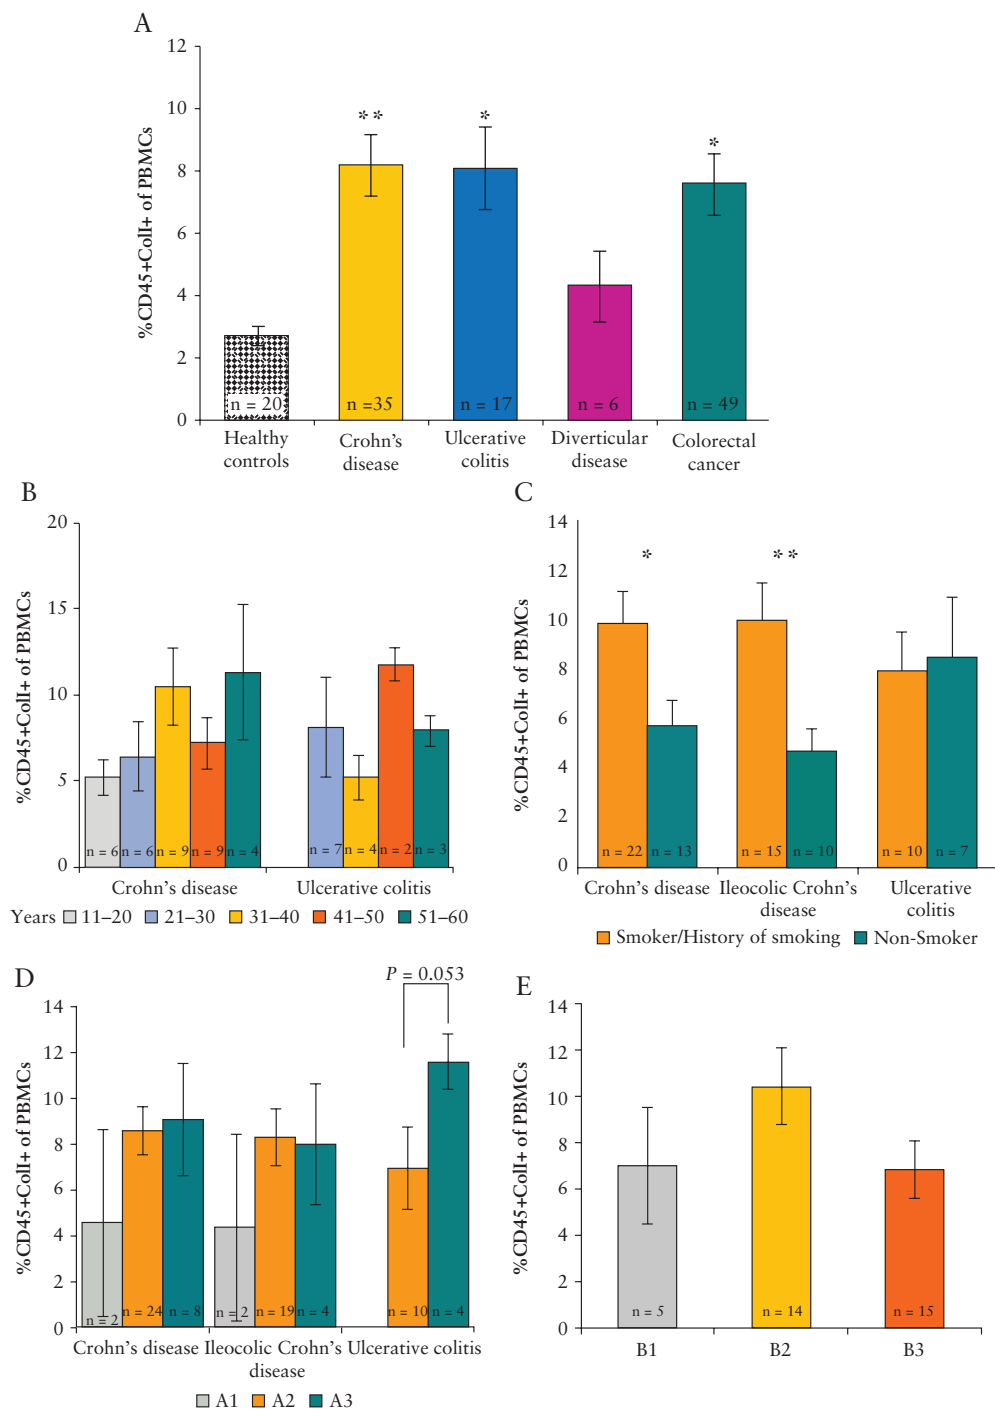 A
%CD45+ColI+ of PBMCs
12
10
8
6
4
2
0
**
*
*
n = 20
n =35
n = 17
n = 6
n = 49
Healthy controls
Crohn's disease
Ulcerative colitis
Diverticular disease
Colorectal cancer
B
%CD45+ColI+ of PBMCs
20
15
10
5
0
n = 6
n = 6
n = 9
n = 9
n = 4
n = 7
n = 4
n = 2
n = 3
Crohn's disease
Ulcerative colitis
Years 11–20 21–30 31–40 41–50 51–60
C
%CD45+ColI+ of PBMCs
14
12
10
8
6
4
2
0
*
**
n = 22
n = 13
n = 15
n = 10
n = 10
n = 7
Crohn's disease
Ileocolic Crohn's
disease
Ulcerative
colitis
Smoker/History of smoking Non-Smoker
D
%CD45+ColI+ of PBMCs
14
12
10
8
6
4
2
0
P = 0.053
n = 2
n = 24
n = 8
n = 2
n = 19
n = 4
n = 10
n = 4
Crohn's disease
Ileocolic Crohn's
disease
Ulcerative colitis
A1 A2 A3
E
%CD45+ColI+ of PBMCs
14
12
10
8
6
4
2
0
n = 5
n = 14
n = 15
B1
B2
B3